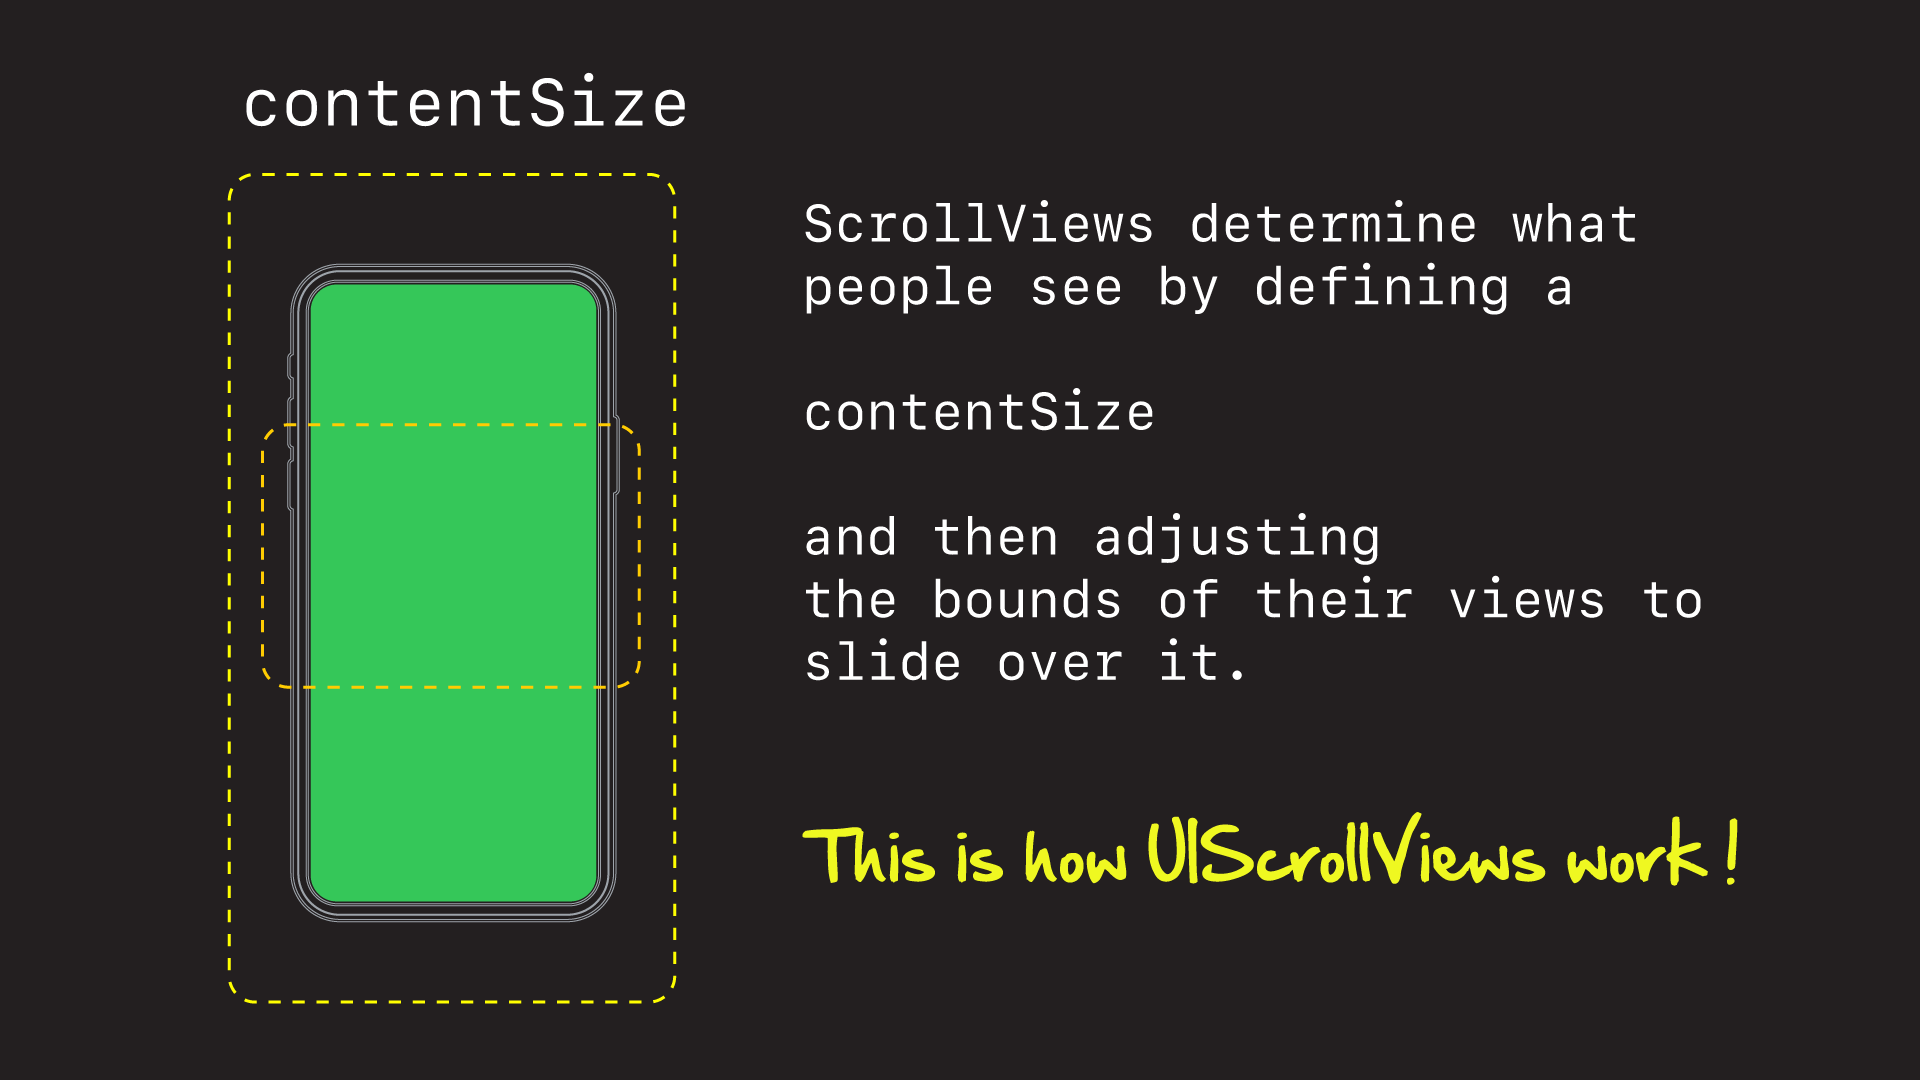 contentSize
ScrollViews determine what
people see by defining a
contentSize
and then adjusting
the bounds of their views to
slide over it.
This is how UIScrollViews work!